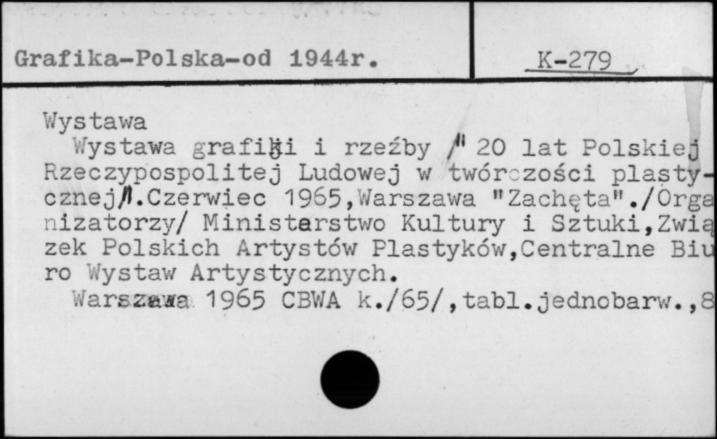 Grafika-Polska-od 1944r.
K-279
Wystawa
Wystawa grafiki i rzeźby /" 20 lat Polskiej
Rzeczypospolitej Ludowej w twórczości plasty-
cznej/".Czerwiec 1965,Warszawa "Zachęta"./Orga
nizatorzy/ Ministerstwo Kultury i Sztuki,Zwią
zek Polskich Artystów Plastyków,Centralne Biu
ro Wystaw Artystycznych.
Warszawa 1965 CBWA k./65/,tabl.jednobarw.,8